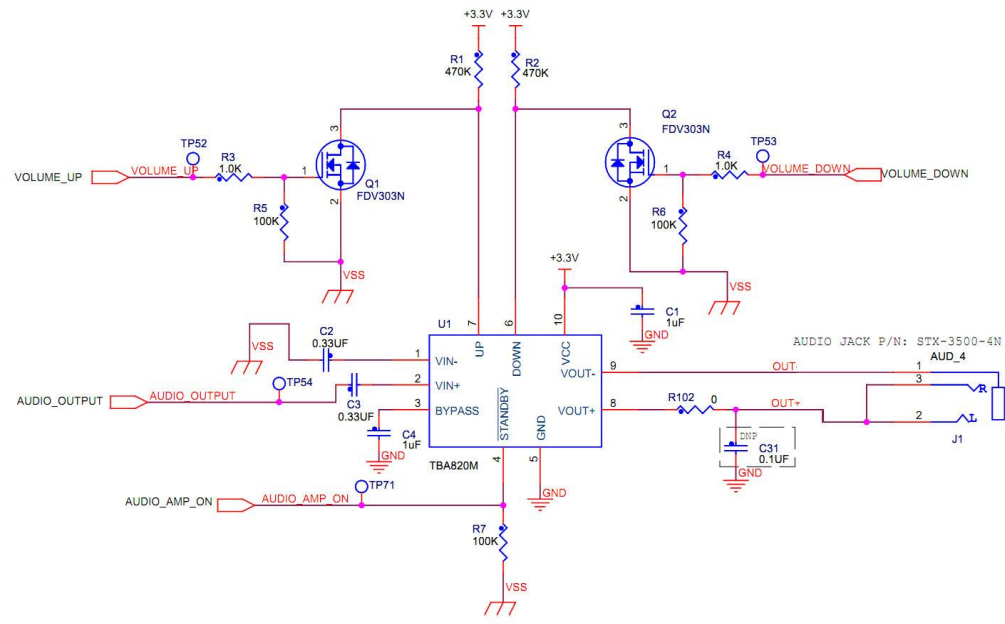 +3.3V +3.3V
R1
470K
R2
470K
Q2
FDV303N
3
3
TP52
TP53
R3
1.0K
R4
1.0K
VOLUME_UP
VOLUME_UP
1
Q1
FDV303N
1
VOLUME_DOWN
VOLUME_DOWN
2
2
R5
100K
R6
100K
VSS
VSS
+3.3V
C1
1uF
GND
U1
7
6
10
UP
DOWN
VCC
C2
0.33UF
VSS
1
VIN-
VOUT-
9
OUT-
AUDIO JACK P/N: STX-3500-4N
AUD_4
1
3
R
2
L
J1
TP54
AUDIO_OUTPUT
AUDIO_OUTPUT
C3
0.33UF
2
VIN+
3
BYPASS
VOUT+
8
R102
0
OUT+
C4
1uF
GND
STANDBY
GND
DNP
C31
0.1UF
GND
TBA820M
4
5
GND
TP71
AUDIO_AMP_ON
AUDIO_AMP_ON
R7
100K
VSS